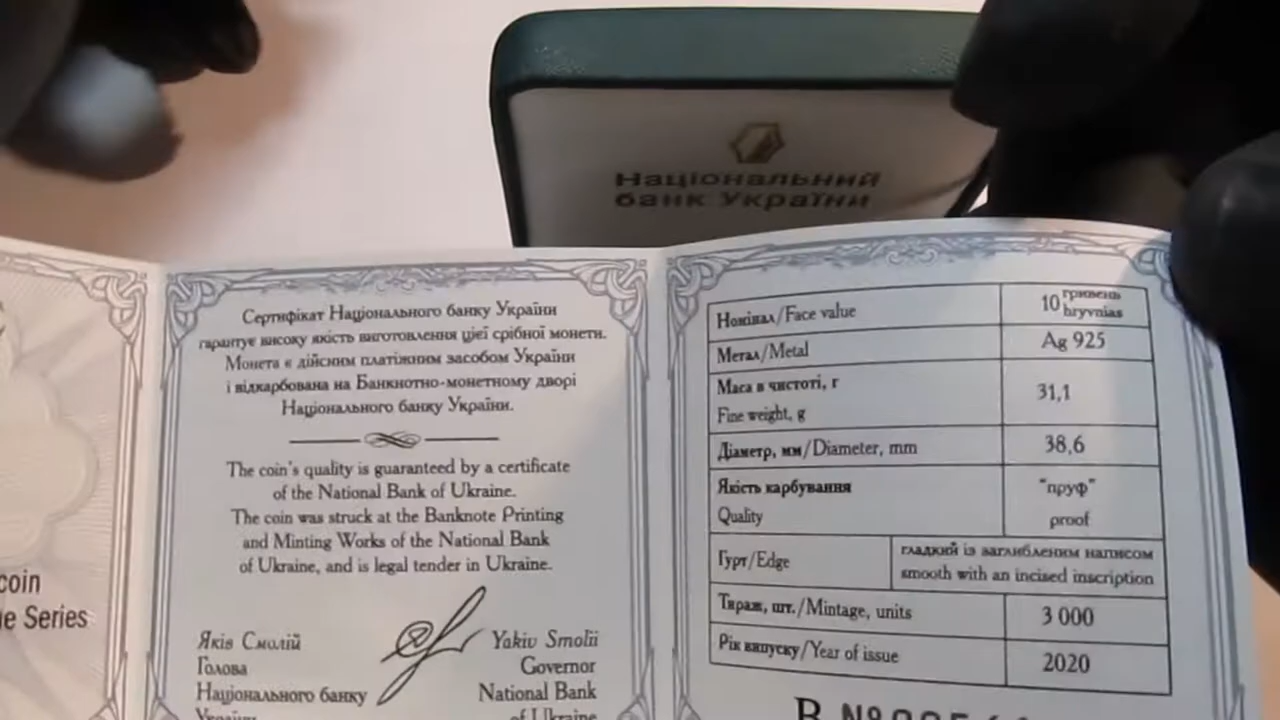 Національний
банк України
Сертифікат Національного банку України
гарантує високу якість виготовлення цієї срібної монети.
Монета є дійсним платіжним засобом України
і відкарбована на Банкнотно-монетному дворі
Національного банку України.
The coin's quality is guaranteed by a certificate
of the National Bank of Ukraine.
The coin was struck at the Banknote Printing
and Minting Works of the National Bank
of Ukraine, and is legal tender in Ukraine.
Яків Смолій
Голова
Національного банку
України
Yakiv Smolii
Governor
National Bank
of Ukraine
coin
Series
Номінал/Face value 10 гривень hryvnias
Метал/Metal Ag 925
Маса в чистоті, г
Fine weight, g 31,1
Діаметр, мм/Diameter, mm 38,6
Якість карбування "пруф"
Quality proof
Гурт/Edge гладкий із заглибленим написом
smooth with an incised inscription
Тираж, шт./Mintage, units 3 000
Рік випуску/Year of issue 2020
В №